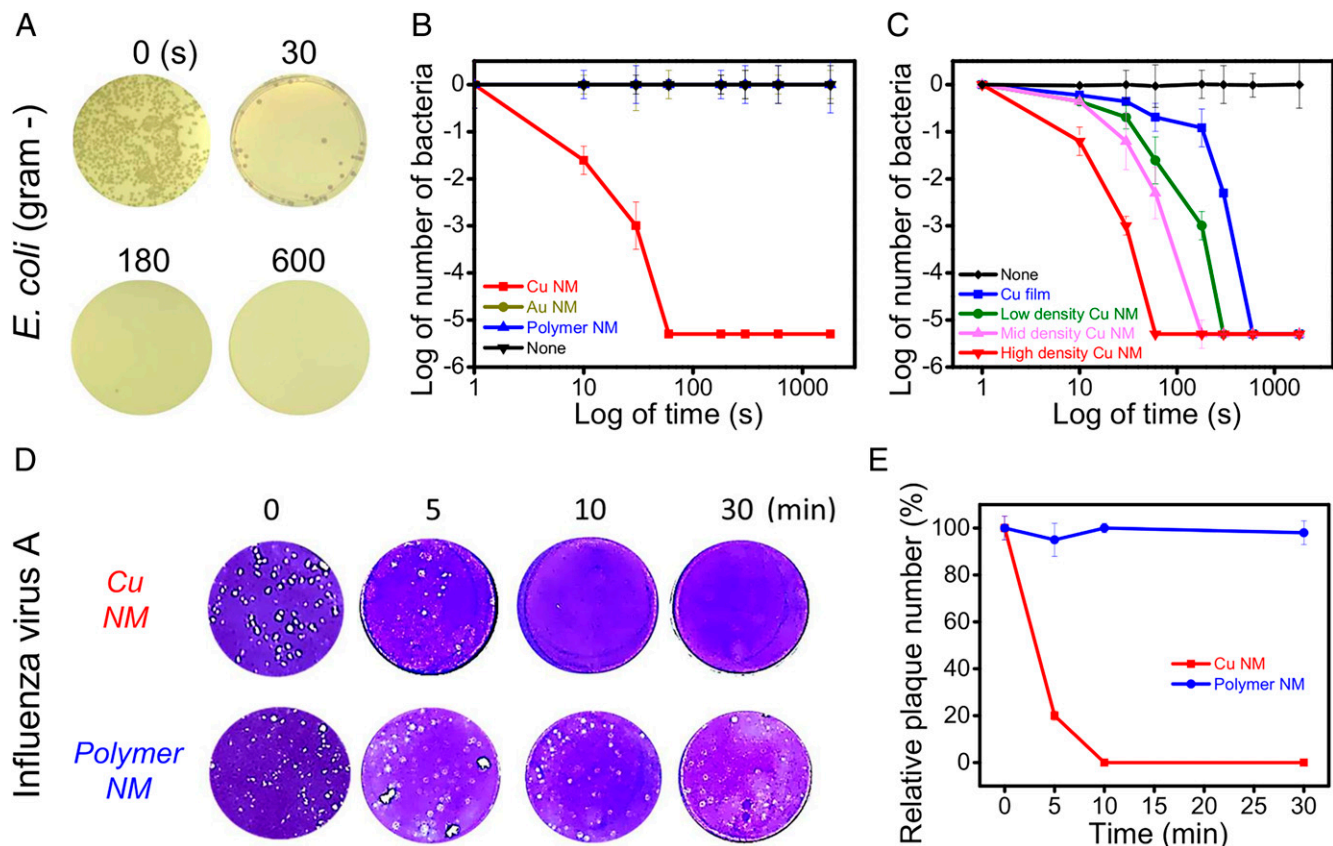 A
0 (s)
30
180
600
E. coli (gram -)
B
Log of number of bacteria
0
-1
-2
-3
-4
-5
-6
Cu NM
Au NM
Polymer NM
None
1
10
100
1000
Log of time (s)
C
Log of number of bacteria
0
-1
-2
-3
-4
-5
-6
None
Cu film
Low density Cu NM
Mid density Cu NM
High density Cu NM
1
10
100
1000
Log of time (s)
D
Influenza virus A
0
5
10
30 (min)
Cu
NM
Polymer
NM
E
Relative plaque number (%)
100
80
60
40
20
0
Cu NM
Polymer NM
0
5
10
15
20
25
30
Time (min)